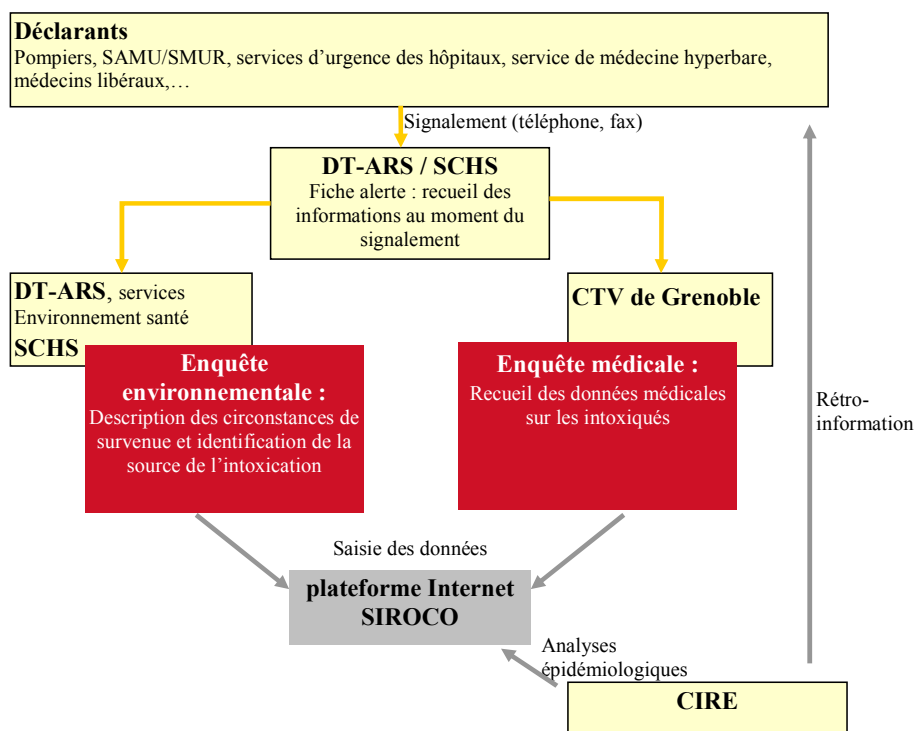 Déclarants
Pompiers, SAMU/SMUR, services d’urgence des hôpitaux, service de médecine hyperbare,
médecins libéraux,…
Signalement (téléphone, fax)
DT-ARS / SCHS
Fiche alerte : recueil des
informations au moment du
signalement
DT-ARS, services
Environnement santé
SCHS
CTV de Grenoble
Enquête
environnementale :
Description des circonstances de
survenue et identification de la
source de l’intoxication
Enquête médicale :
Recueil des données médicales
sur les intoxiqués
Rétro-
information
Saisie des données
plateforme Internet
SIROCO
Analyses
épidémiologiques
CIRE